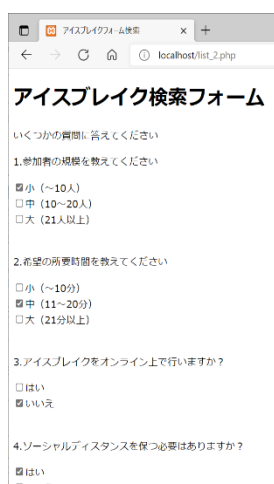 アイスブレイクフォーム検索
localhost/list_2.php
アイスブレイク検索フォーム
いくつかの質問に答えてください
1.参加者の規模を教えてください
小（～10人）
中（10～20人）
大（21人以上）
2.希望の所要時間を教えてください
小（～10分）
中（11～20分）
大（21分以上）
3.アイスブレイクをオンライン上で行いますか？
はい
いいえ
4.ソーシャルディスタンスを保つ必要はありますか？
はい